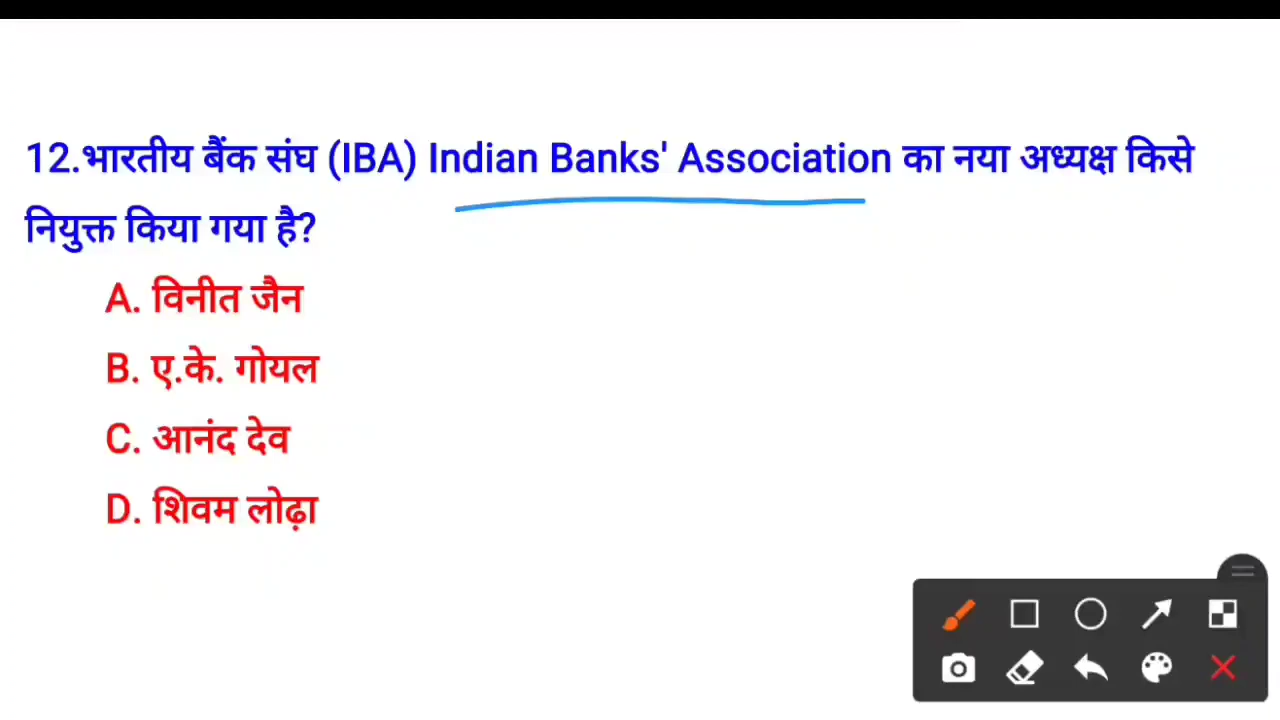 12.भारतीय बैंक संघ (IBA) Indian Banks' Association का नया अध्यक्ष किसे
नियुक्त किया गया है?
A. विनीत जैन
B. ए.के. गोयल
C. आनंद देव
D. शिवम लोढ़ा